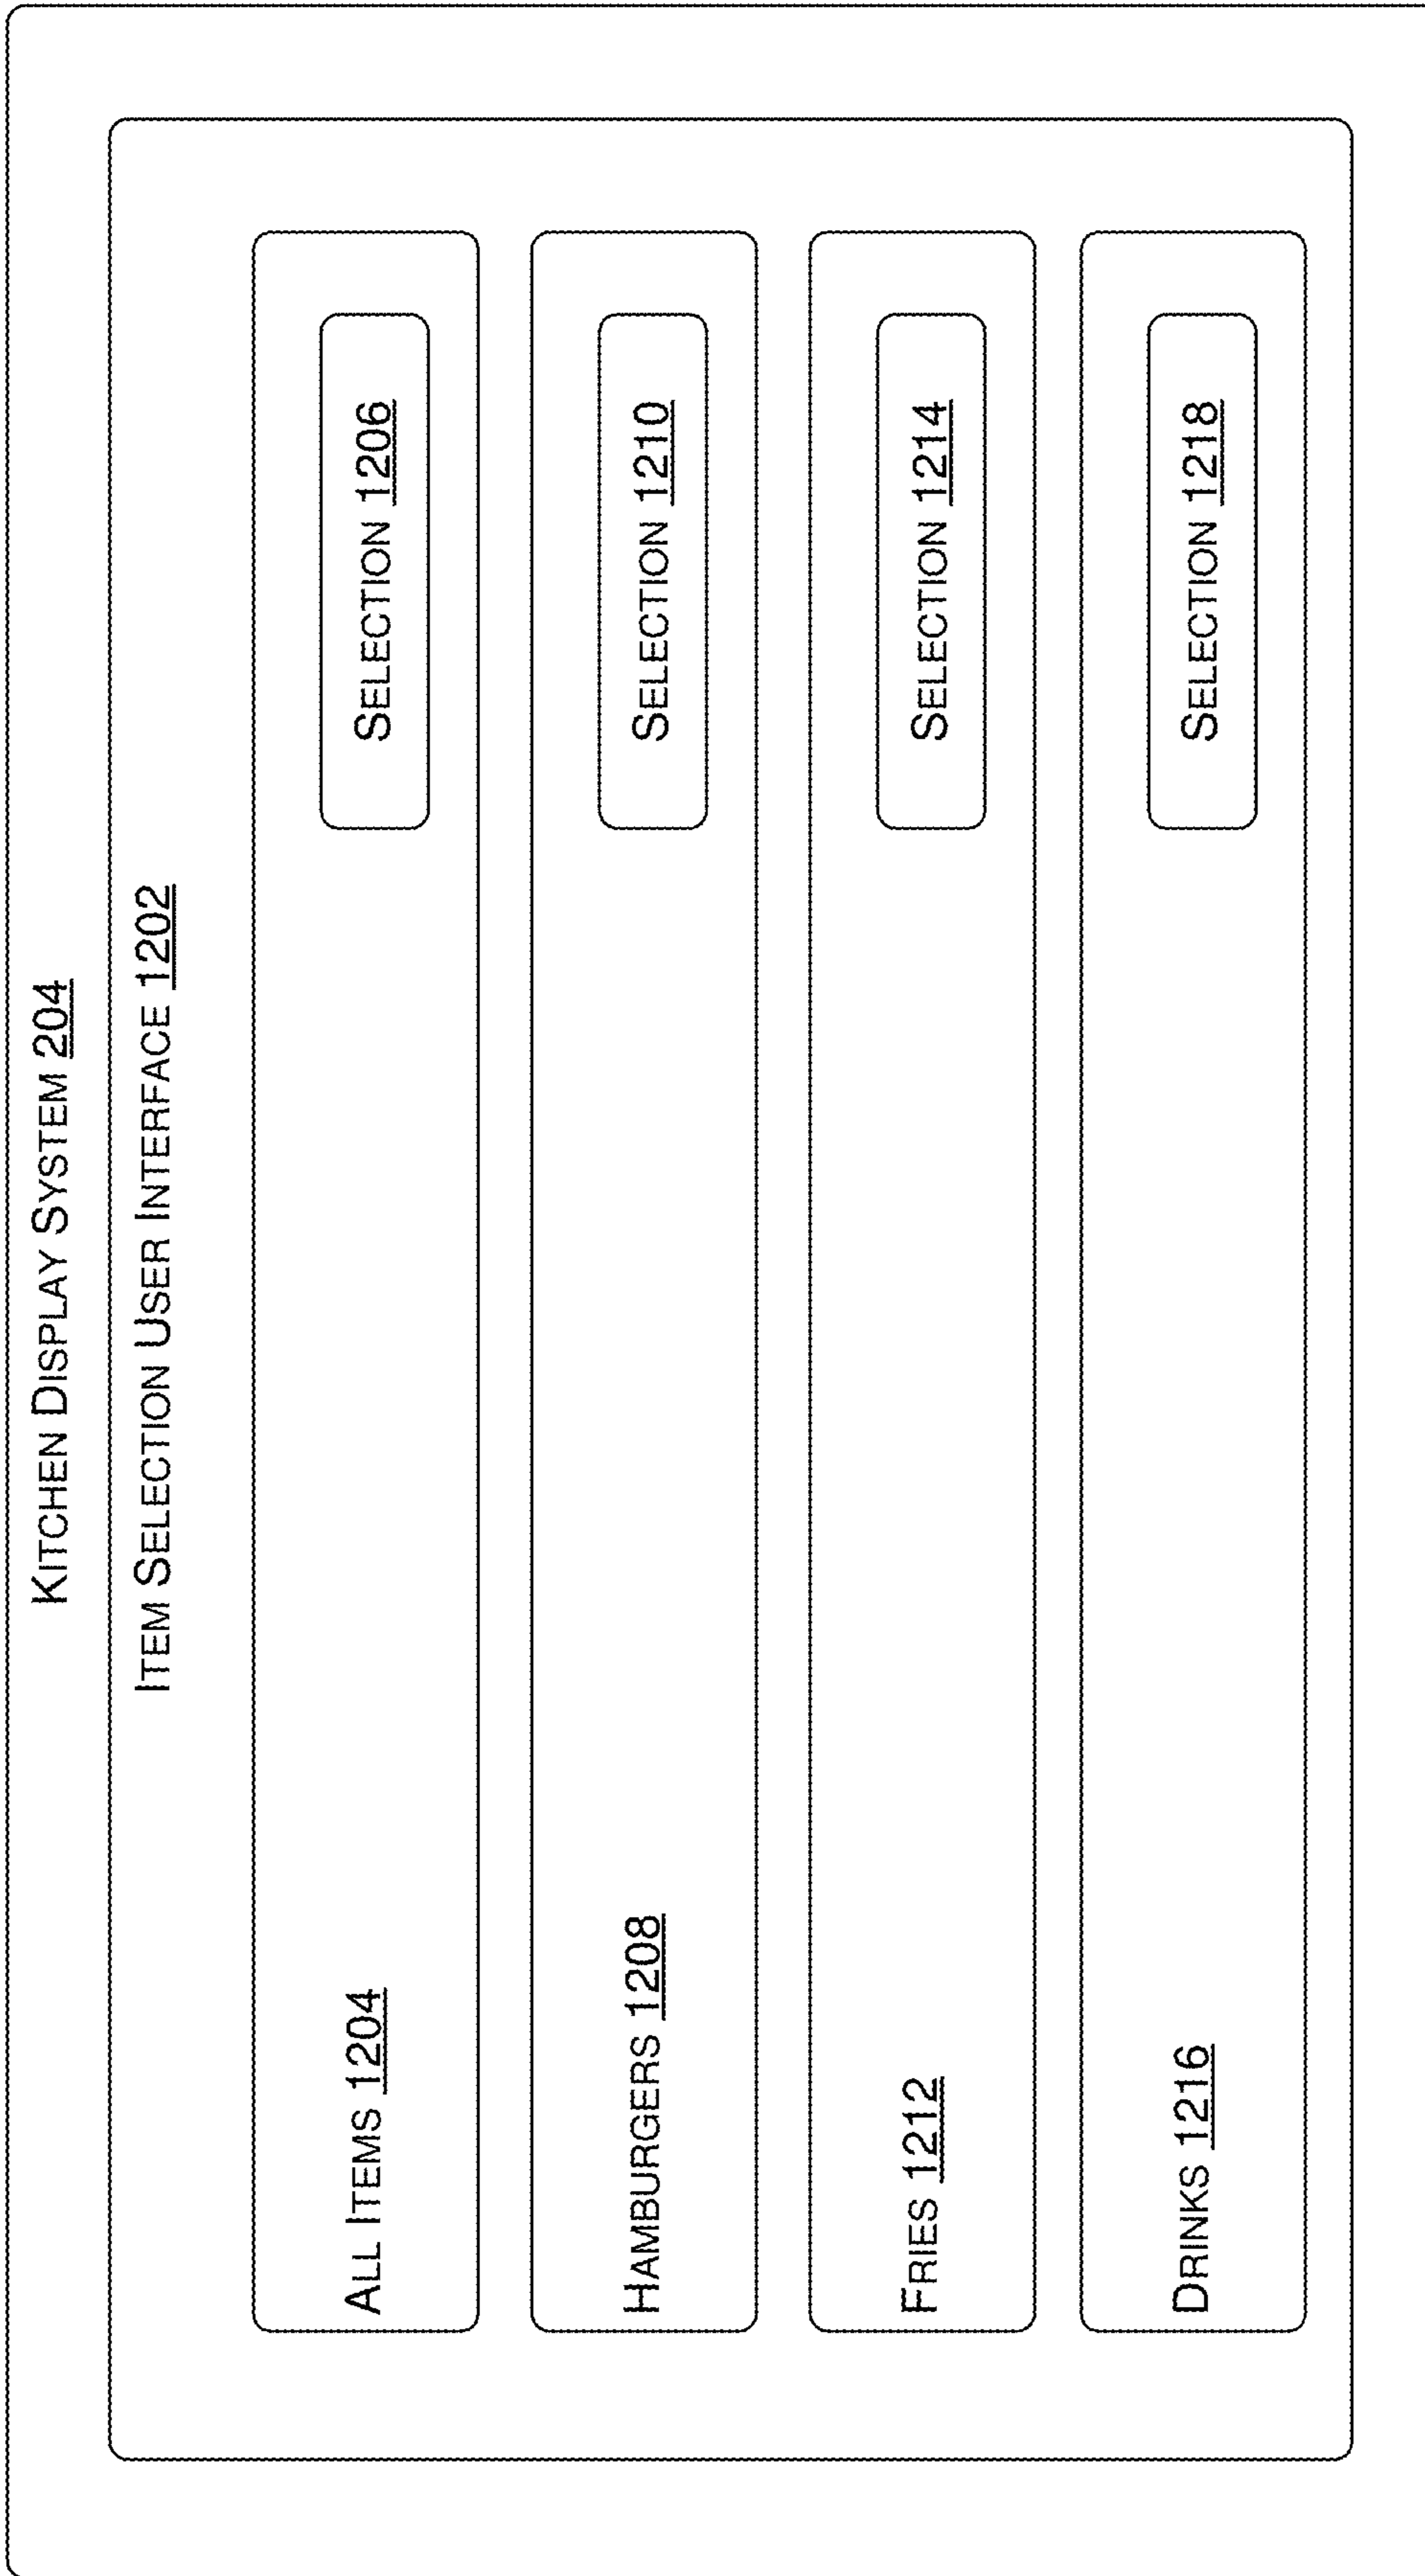 KITCHEN DISPLAY SYSTEM 204
ITEM SELECTION USER INTERFACE 1202
ALL ITEMS 1204
SELECTION 1206
HAMBURGERS 1208
SELECTION 1210
FRIES 1212
SELECTION 1214
DRINKS 1216
SELECTION 1218